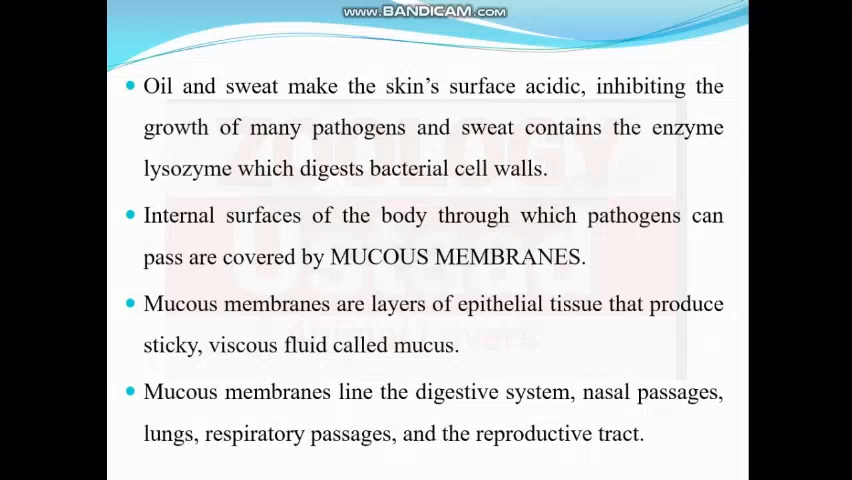 www.BANDICAM.com
Oil and sweat make the skin's surface acidic, inhibiting the
growth of many pathogens and sweat contains the enzyme
lysozyme which digests bacterial cell walls.
Internal surfaces of the body through which pathogens can
pass are covered by MUCOUS MEMBRANES.
Mucous membranes are layers of epithelial tissue that produce
sticky, viscous fluid called mucus.
Mucous membranes line the digestive system, nasal passages,
lungs, respiratory passages, and the reproductive tract.
ZOOLOGY
Ustaad